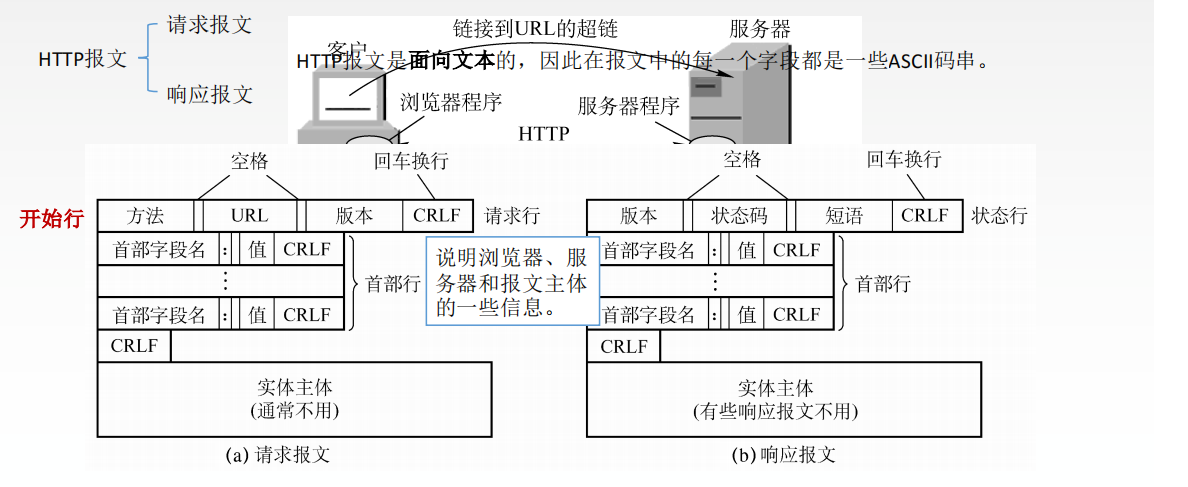 请求报文
HTTP报文
响应报文
链接到URL的超链
服务器
客户
HTTP报文是面向文本的，因此在报文中的每一个字段都是一些ASCII码串。
浏览器程序
服务器程序
HTTP
空格
回车换行
空格
回车换行
开始行
方法 URL 版本 CRLF 请求行
版本 状态码 短语 CRLF 状态行
首部字段名 : 值 CRLF
⋮
首部字段名 : 值 CRLF
首部行
CRLF
实体主体
(通常不用)
(a) 请求报文
说明浏览器、服
务器和报文主体
的一些信息。
首部字段名 : 值 CRLF
⋮
首部字段名 : 值 CRLF
首部行
CRLF
实体主体
(有些响应报文不用)
(b) 响应报文